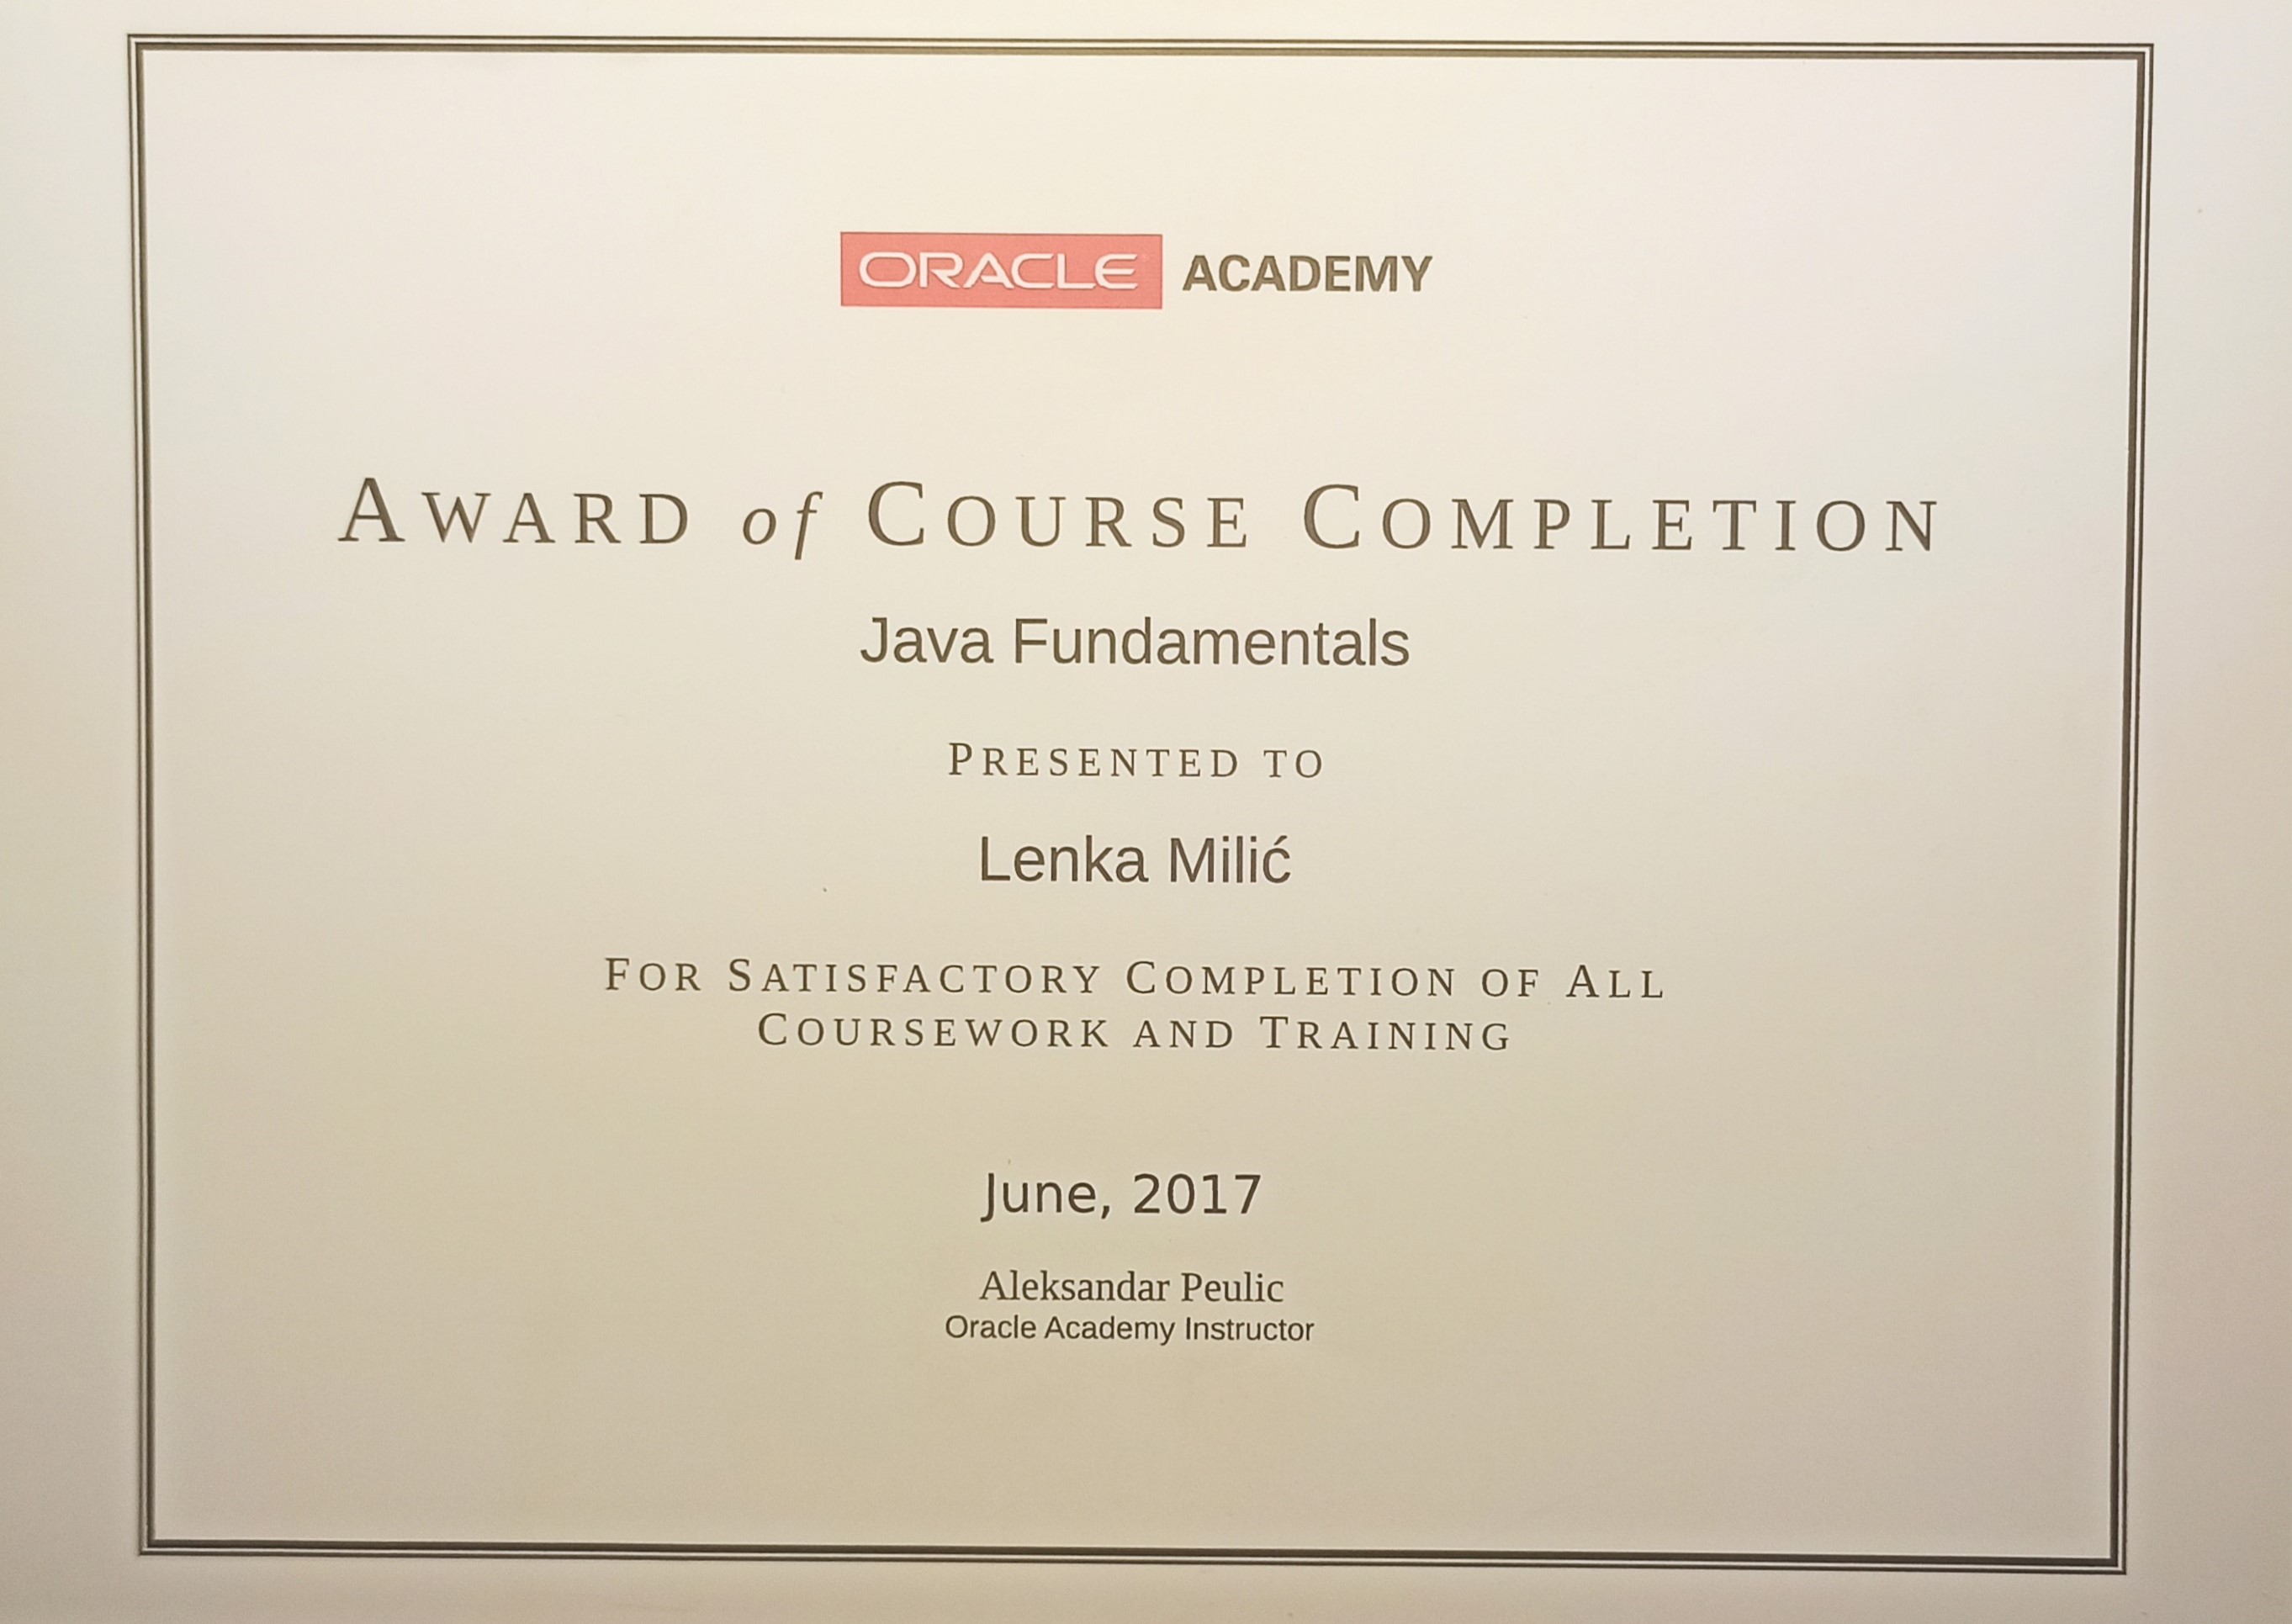 ORACLE ACADEMY
AWARD of COURSE COMPLETION
Java Fundamentals
PRESENTED TO
Lenka Milić
FOR SATISFACTORY COMPLETION OF ALL
COURSEWORK AND TRAINING
June, 2017
Aleksandar Peulic
Oracle Academy Instructor